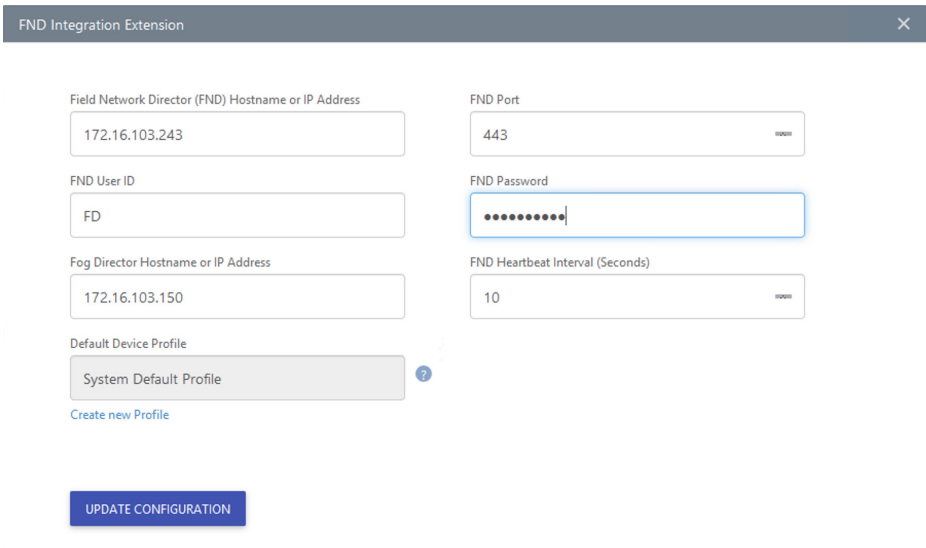 FND Integration Extension
Field Network Director (FND) Hostname or IP Address
172.16.103.243
FND Port
443
FND User ID
FD
FND Password
••••••••••
Fog Director Hostname or IP Address
172.16.103.150
FND Heartbeat Interval (Seconds)
10
Default Device Profile
System Default Profile
?
Create new Profile
UPDATE CONFIGURATION